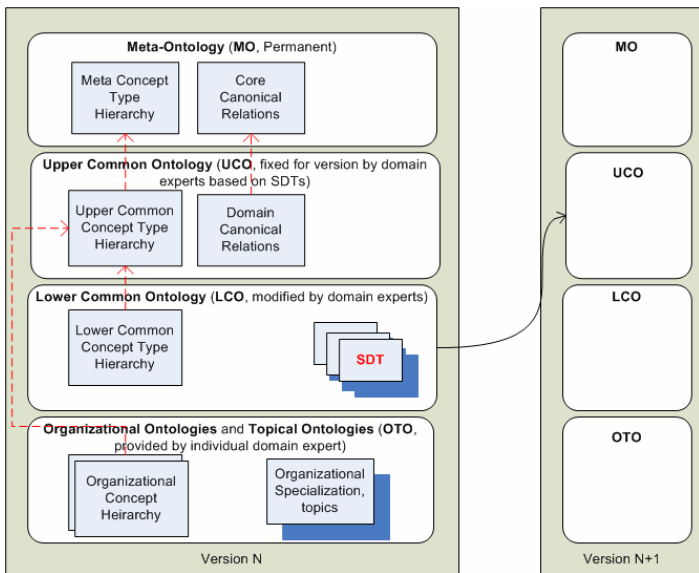 Meta-Ontology (MO, Permanent)
Meta Concept
Type
Hierarchy
Core
Canonical
Relations
Upper Common Ontology (UCO, fixed for version by domain
experts based on SDTs)
Upper Common
Concept Type
Hierarchy
Domain
Canonical
Relations
Lower Common Ontology (LCO, modified by domain experts)
Lower Common
Concept Type
Hierarchy
SDT
Organizational Ontologies and Topical Ontologies (OTO,
provided by individual domain expert)
Organizational
Concept
Heirarchy
Organizational
Specialization,
topics
Version N
MO
UCO
LCO
OTO
Version N+1